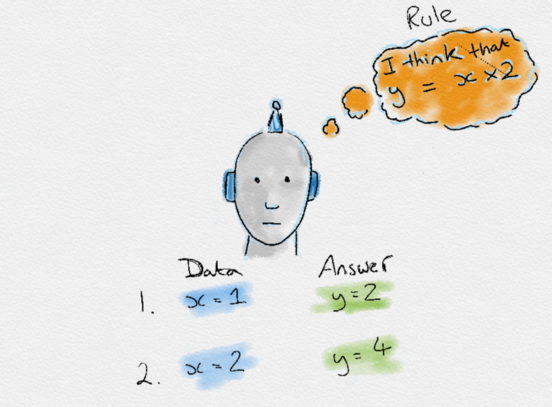 Rule
I think that
y = x x 2
Data Answer
1. x = 1 y = 2
2. x = 2 y = 4